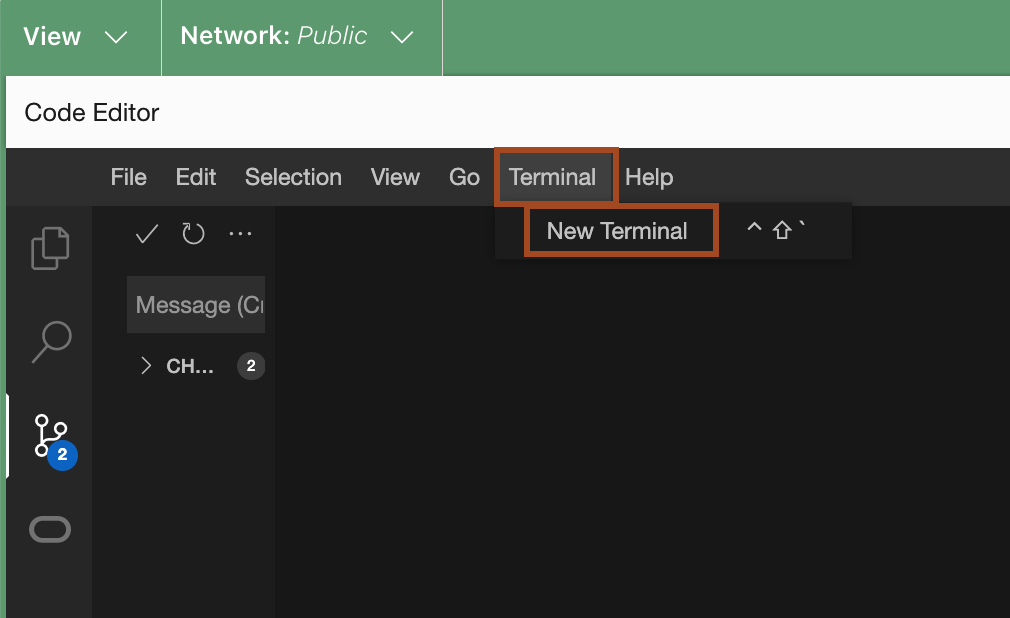 View Network: Public
Code Editor
File Edit Selection View Go Terminal Help
New Terminal ^⇧`
Message (Cr
CH... 2
2